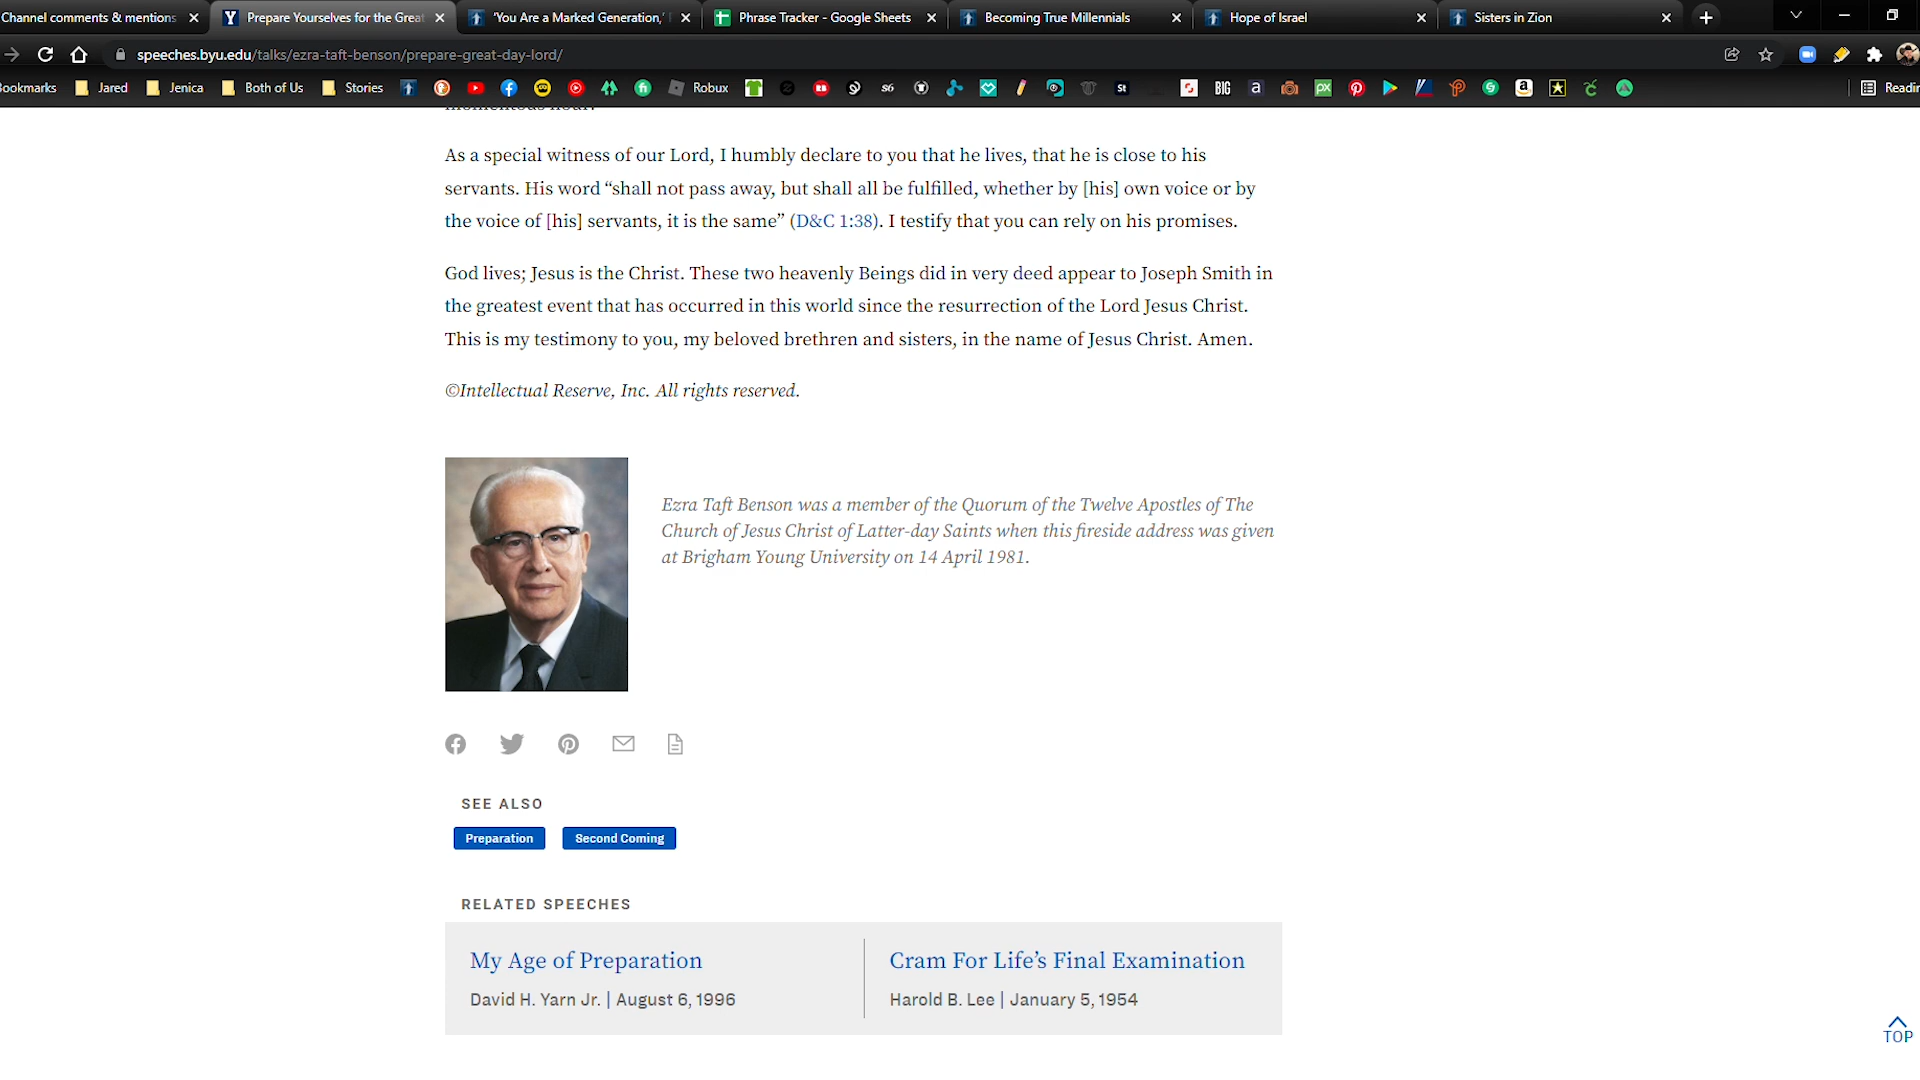 Channel comments & mentions
Prepare Yourselves for the Great
'You Are a Marked Generation,'
Phrase Tracker - Google Sheets
Becoming True Millennials
Hope of Israel
Sisters in Zion
speeches.byu.edu/talks/ezra-taft-benson/prepare-great-day-lord/
Bookmarks Jared Jenica Both of Us Stories Robux BIG Readin
momentous hour.
As a special witness of our Lord, I humbly declare to you that he lives, that he is close to his
servants. His word “shall not pass away, but shall all be fulfilled, whether by [his] own voice or by
the voice of [his] servants, it is the same” (D&C 1:38). I testify that you can rely on his promises.
God lives; Jesus is the Christ. These two heavenly Beings did in very deed appear to Joseph Smith in
the greatest event that has occurred in this world since the resurrection of the Lord Jesus Christ.
This is my testimony to you, my beloved brethren and sisters, in the name of Jesus Christ. Amen.
©Intellectual Reserve, Inc. All rights reserved.
Ezra Taft Benson was a member of the Quorum of the Twelve Apostles of The
Church of Jesus Christ of Latter-day Saints when this fireside address was given
at Brigham Young University on 14 April 1981.
SEE ALSO
Preparation Second Coming
RELATED SPEECHES
My Age of Preparation
David H. Yarn Jr. | August 6, 1996
Cram For Life’s Final Examination
Harold B. Lee | January 5, 1954
TOP